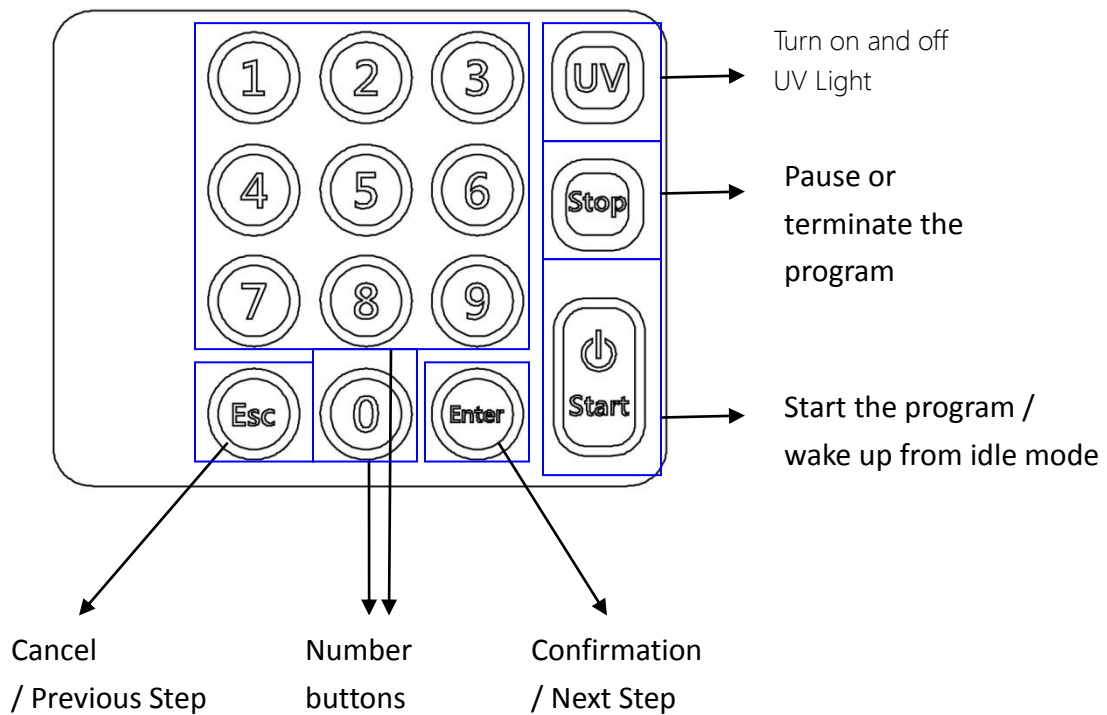 1 2 3 UV
Turn on and off
UV Light
4 5 6 Stop
Pause or
terminate the
program
7 8 9
Esc 0 Enter Start
Start the program /
wake up from idle mode
Cancel
/ Previous Step
Number
buttons
Confirmation
/ Next Step